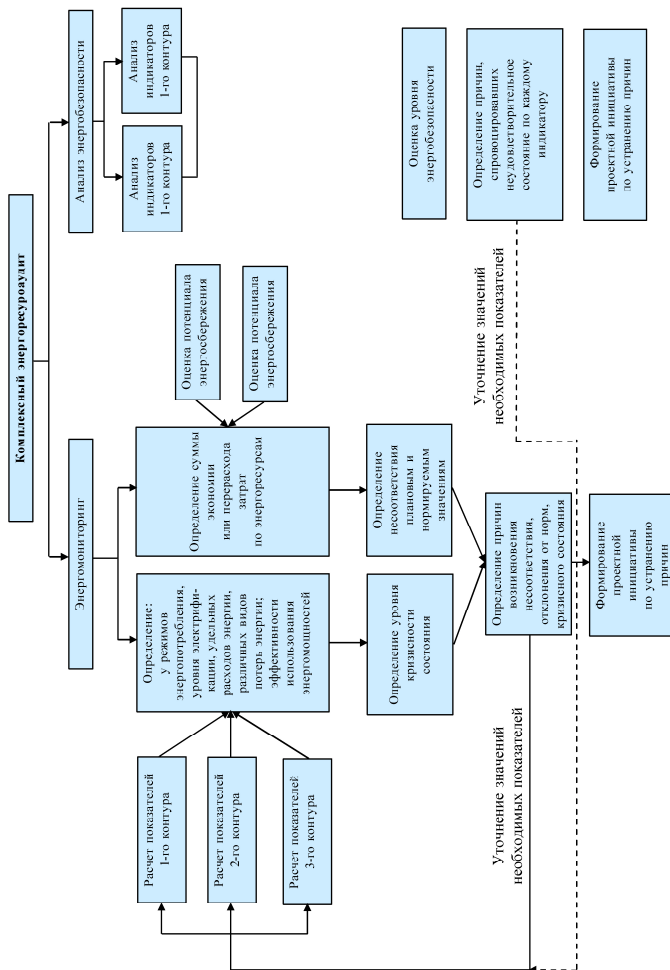 Комплексный энергоресуроаудит
Энергомониторинг
Анализ энергобезопасности
Анализ
индикаторов
1-го контура
Анализ
индикаторов
1-го контура
Расчет показателей
1-го контура
Расчет показателей
2-го контура
Расчет показателей
3-го контура
Определение:
у режимов
энергопотребления,
уровня электрифи-
кации, удельных
расходов энергии,
различных видов
потерь энергии;
эффективности
использования
энергомощностей
Определение суммы
экономии
или перерасхода
затрат
по энергоресурсам
Оценка потенциала
энергосбережения
Оценка потенциала
энергосбережения
Определение уровня
кризисности
состояния
Определение
несоответствия
плановым и
нормируемым
значениям
Оценка уровня
энергобезопасности
Определение причин,
спровоцировавших
неудовлетворительное
состояние по каждому
индикатору
Формирование
проектной инициативы
по устранению причин
Уточнение значений
необходимых показателей
Определение причин
возникновения
несоответствия,
отклонения от норм,
кризисного состояния
Уточнение значений
необходимых показателей
Формирование
проектной
инициативы
по устранению
причин